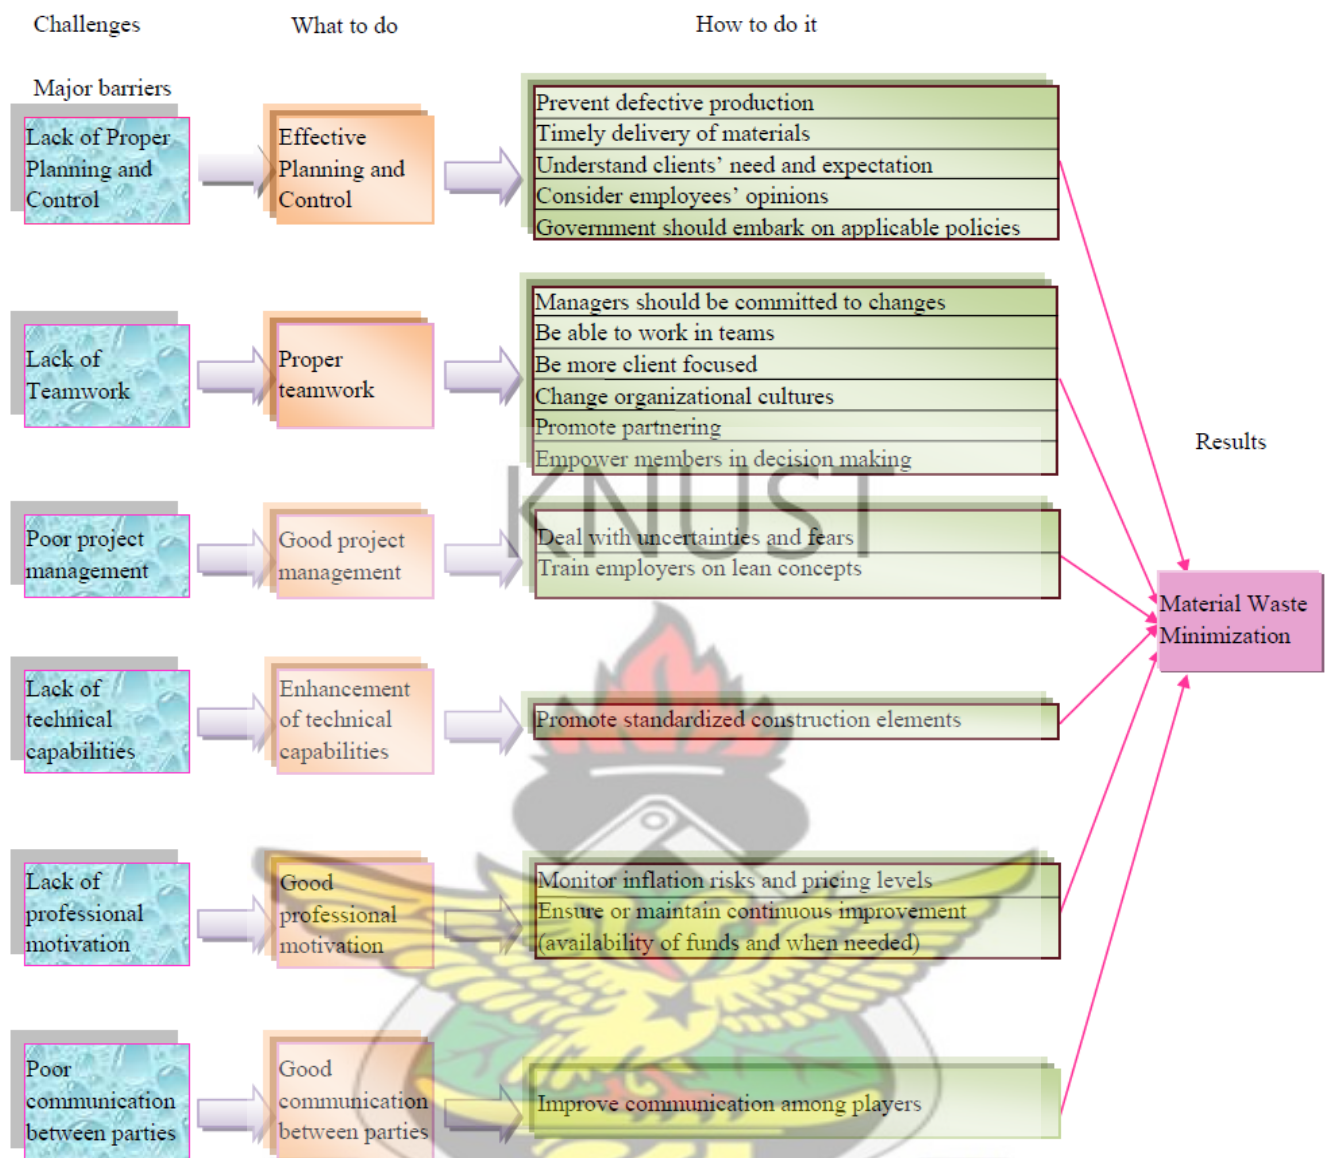 Challenges
What to do
How to do it
Major barriers
Lack of Proper
Planning and
Control
Effective
Planning and
Control
Prevent defective production
Timely delivery of materials
Understand clients’ need and expectation
Consider employees’ opinions
Government should embark on applicable policies
Lack of
Teamwork
Proper
teamwork
Managers should be committed to changes
Be able to work in teams
Be more client focused
Change organizational cultures
Promote partnering
Empower members in decision making
Results
KNUST
Poor project
management
Good project
management
Deal with uncertainties and fears
Train employers on lean concepts
Material Waste
Minimization
Lack of
technical
capabilities
Enhancement
of technical
capabilities
Promote standardized construction elements
Lack of
professional
motivation
Good
professional
motivation
Monitor inflation risks and pricing levels
Ensure or maintain continuous improvement
(availability of funds and when needed)
Poor
communication
between parties
Good
communication
between parties
Improve communication among players